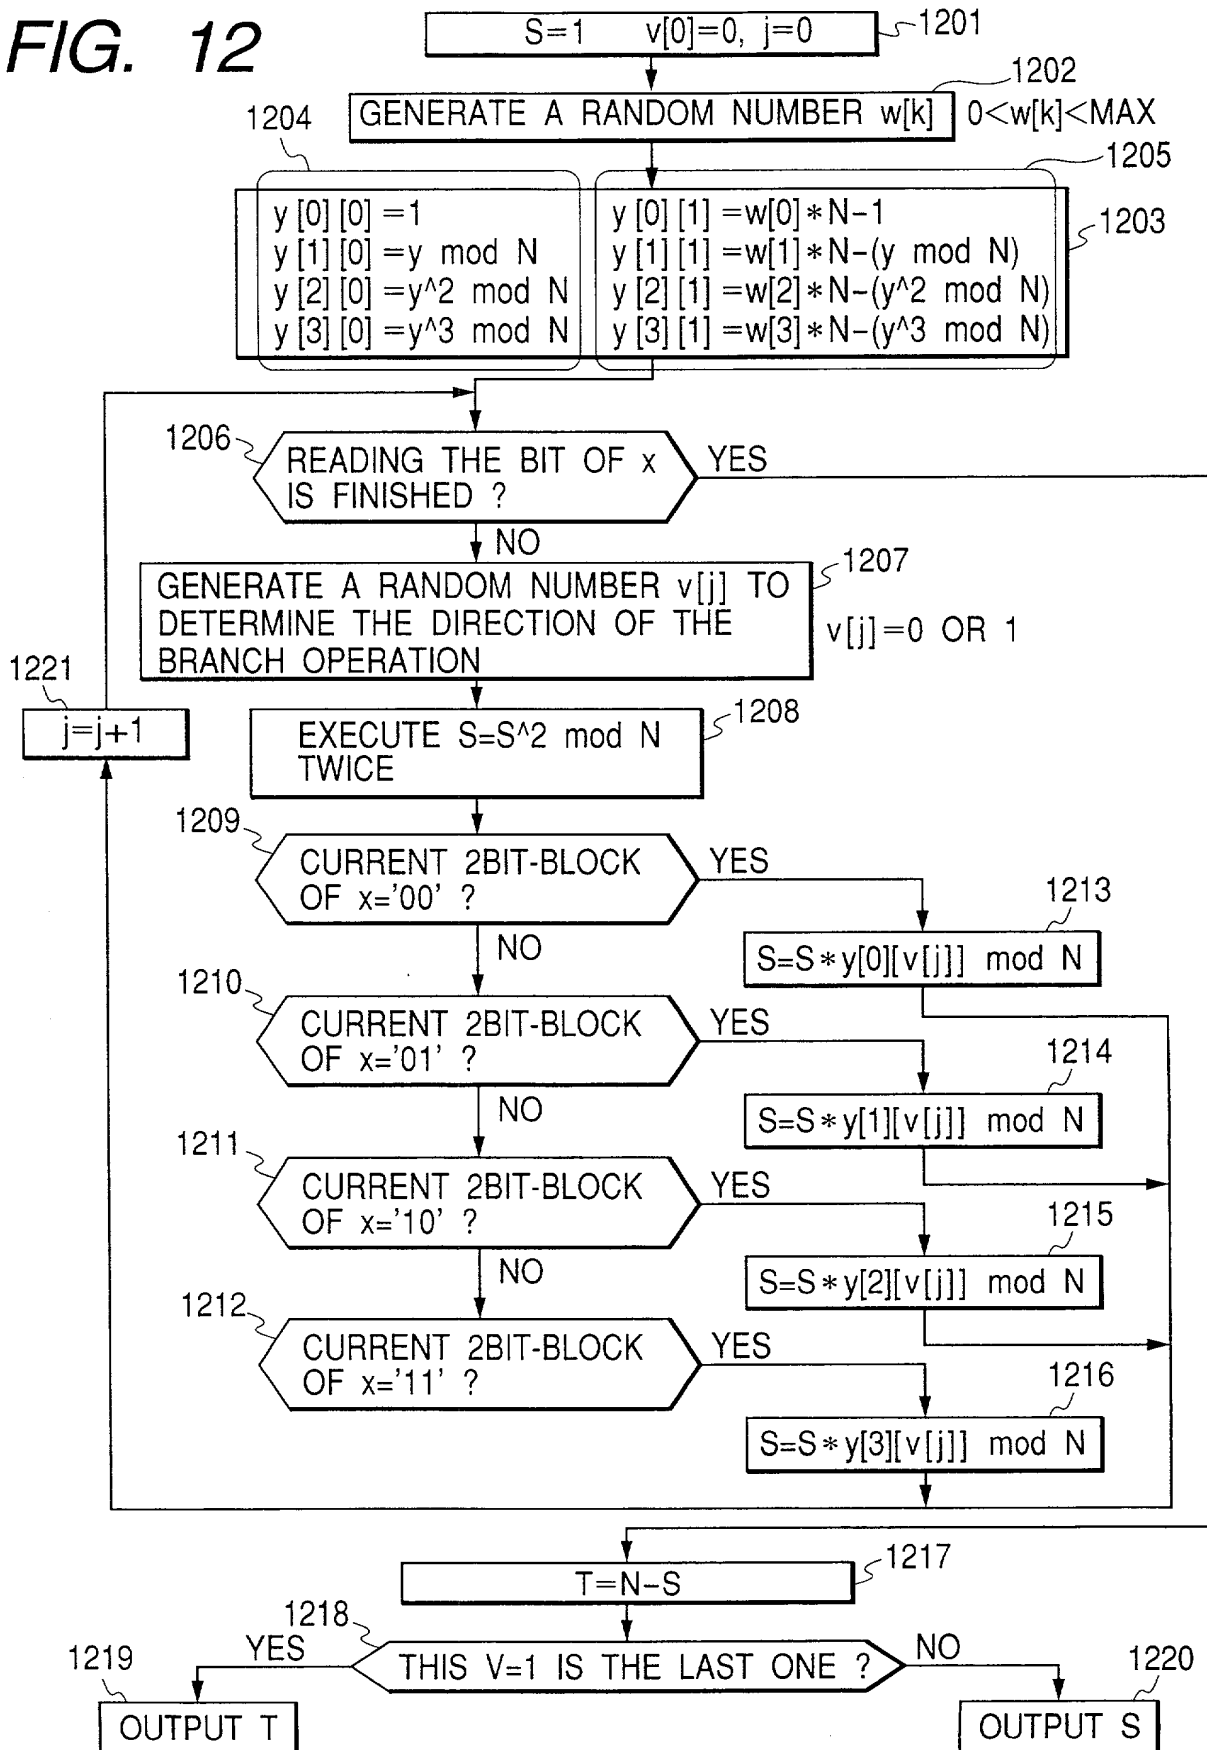 FIG. 12
S=1 v[0]=0, j=0
1201
1202
GENERATE A RANDOM NUMBER w[k]
0<w[k]<MAX
1204
1205
y[0][0]=1
y[1][0]=y mod N
y[2][0]=y^2 mod N
y[3][0]=y^3 mod N
y[0][1]=w[0]*N-1
y[1][1]=w[1]*N-(y mod N)
y[2][1]=w[2]*N-(y^2 mod N)
y[3][1]=w[3]*N-(y^3 mod N)
1203
1206
READING THE BIT OF x
IS FINISHED ?
YES
NO
1207
GENERATE A RANDOM NUMBER v[j] TO
DETERMINE THE DIRECTION OF THE
BRANCH OPERATION
v[j]=0 OR 1
1221
j=j+1
1208
EXECUTE S=S^2 mod N
TWICE
1209
CURRENT 2BIT-BLOCK
OF x='00' ?
YES
NO
1213
S=S*y[0][v[j]] mod N
1210
CURRENT 2BIT-BLOCK
OF x='01' ?
YES
NO
1214
S=S*y[1][v[j]] mod N
1211
CURRENT 2BIT-BLOCK
OF x='10' ?
YES
NO
1215
S=S*y[2][v[j]] mod N
1212
CURRENT 2BIT-BLOCK
OF x='11' ?
YES
1216
S=S*y[3][v[j]] mod N
1217
T=N-S
1218
THIS V=1 IS THE LAST ONE ?
YES
NO
1219
OUTPUT T
1220
OUTPUT S